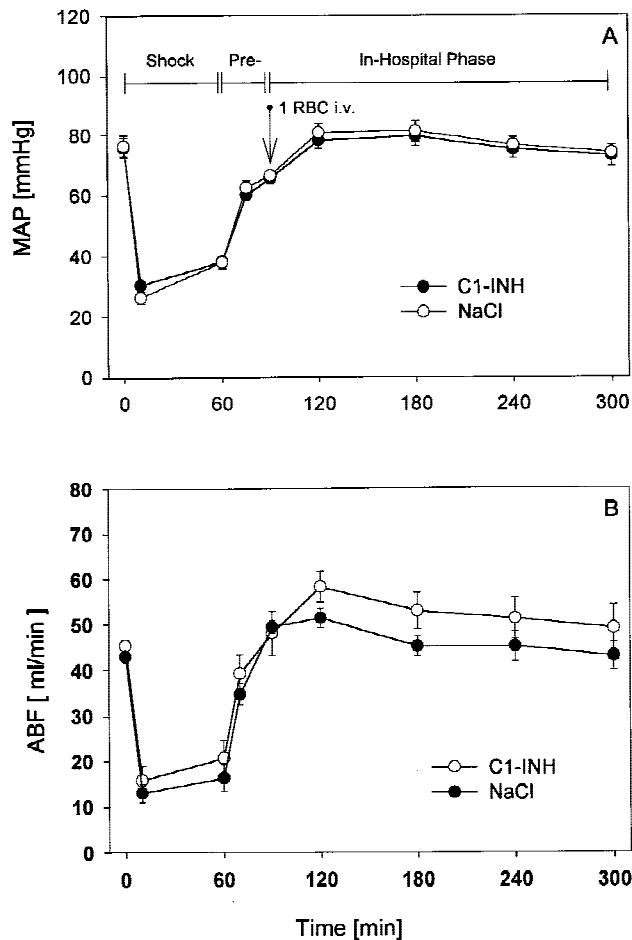 120
A
Shock Pre- In-Hospital Phase
100
1 RBC i.v.
80
MAP [mmHg]
60
40
C1-INH
20
NaCl
0
0 60 120 180 240 300
80
B
70
60
50
ABF [ ml/min]
40
30
20
C1-INH
10
NaCl
0
0 60 120 180 240 300
Time [min]